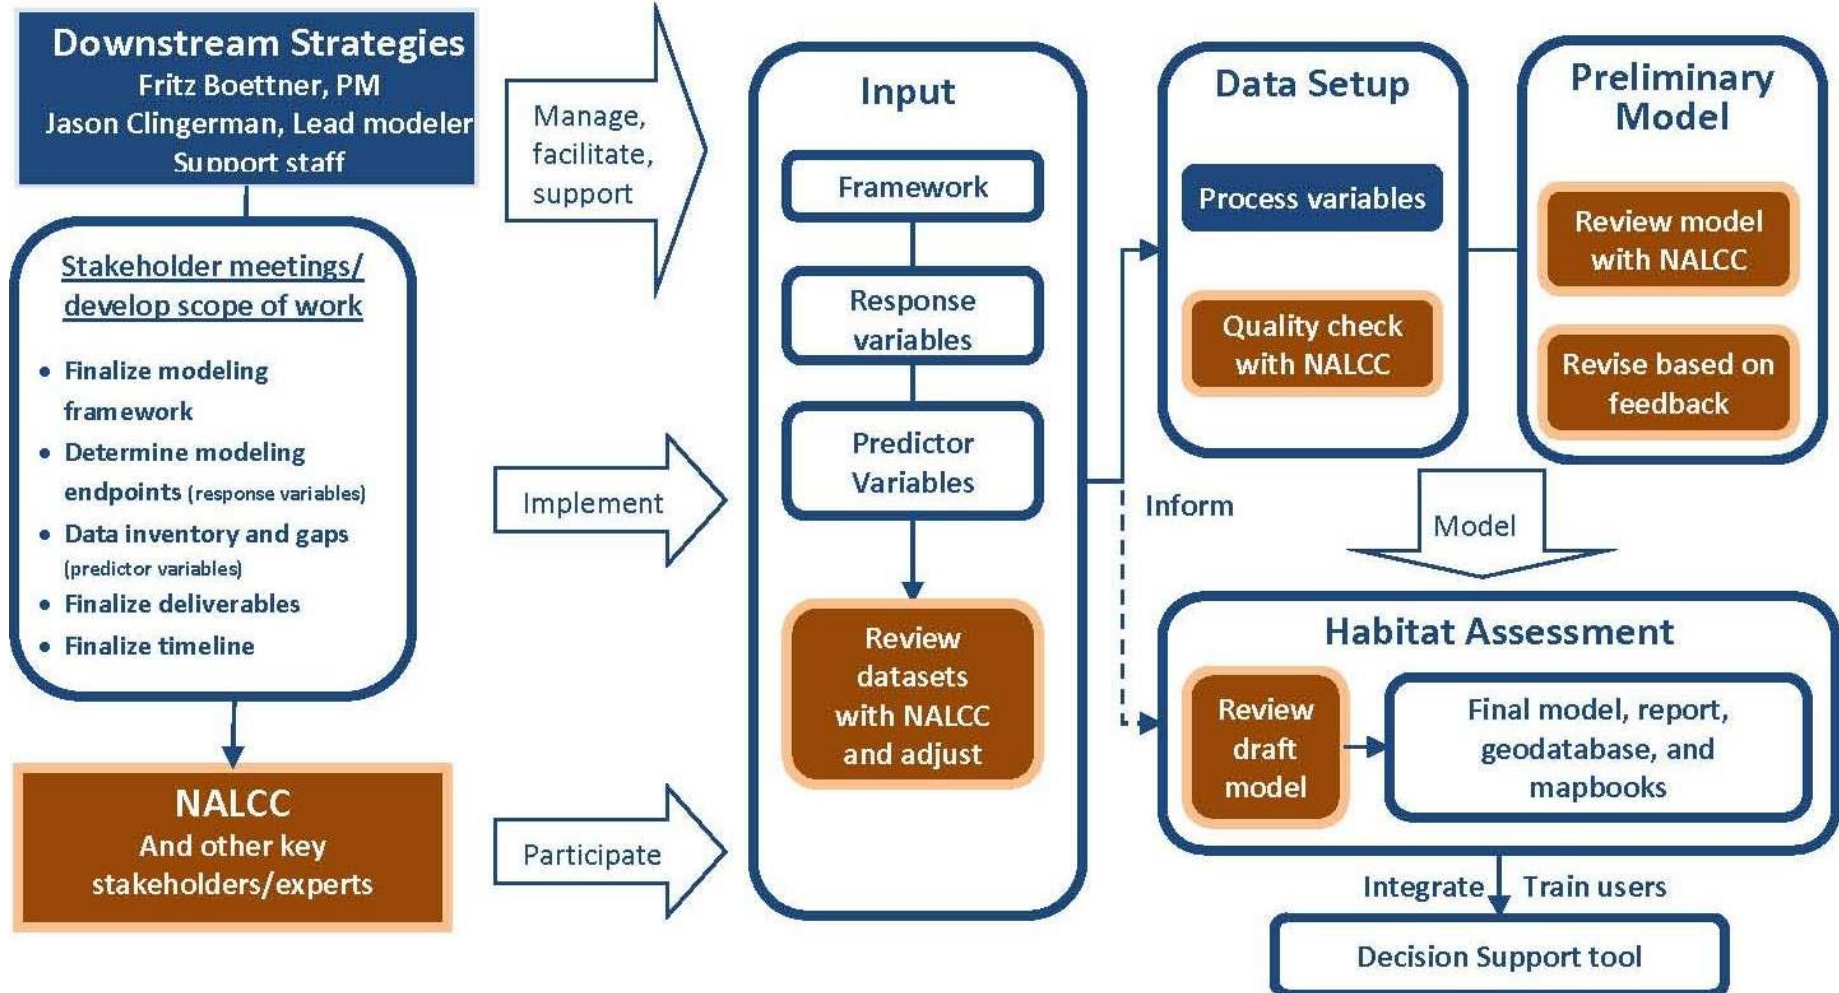 Downstream Strategies
Fritz Boettner, PM
Jason Clingerman, Lead modeler
Support staff
Stakeholder meetings/
develop scope of work
• Finalize modeling
framework
• Determine modeling
endpoints (response variables)
• Data inventory and gaps
(predictor variables)
• Finalize deliverables
• Finalize timeline
NALCC
And other key
stakeholders/experts
Manage,
facilitate,
support
Implement
Participate
Input
Framework
Response
variables
Predictor
Variables
Review
datasets
with NALCC
and adjust
Data Setup
Process variables
Quality check
with NALCC
Preliminary
Model
Review model
with NALCC
Revise based on
feedback
Inform
Model
Habitat Assessment
Review
draft
model
Final model, report,
geodatabase, and
mapbooks
Integrate
Train users
Decision Support tool